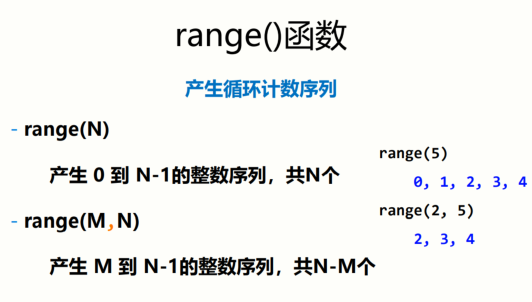 range()函数
产生循环计数序列
- range(N)
产生 0 到 N-1的整数序列，共N个
range(5)
0, 1, 2, 3, 4
- range(M,N)
产生 M 到 N-1的整数序列，共N-M个
range(2, 5)
2, 3, 4